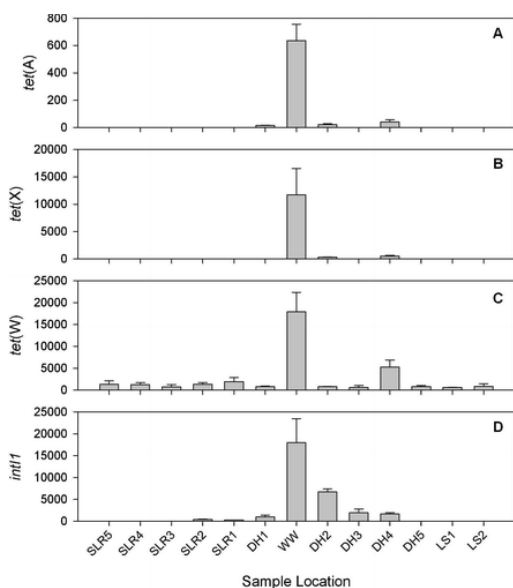 A
800
600
400
200
0
tet(A)
B
20000
15000
10000
5000
0
tet(X)
C
25000
20000
15000
10000
5000
0
tet(W)
D
25000
20000
15000
10000
5000
0
intI1
SLR5 SLR4 SLR3 SLR2 SLR1 DH1 WW DH2 DH3 DH4 DH5 LS1 LS2
Sample Location